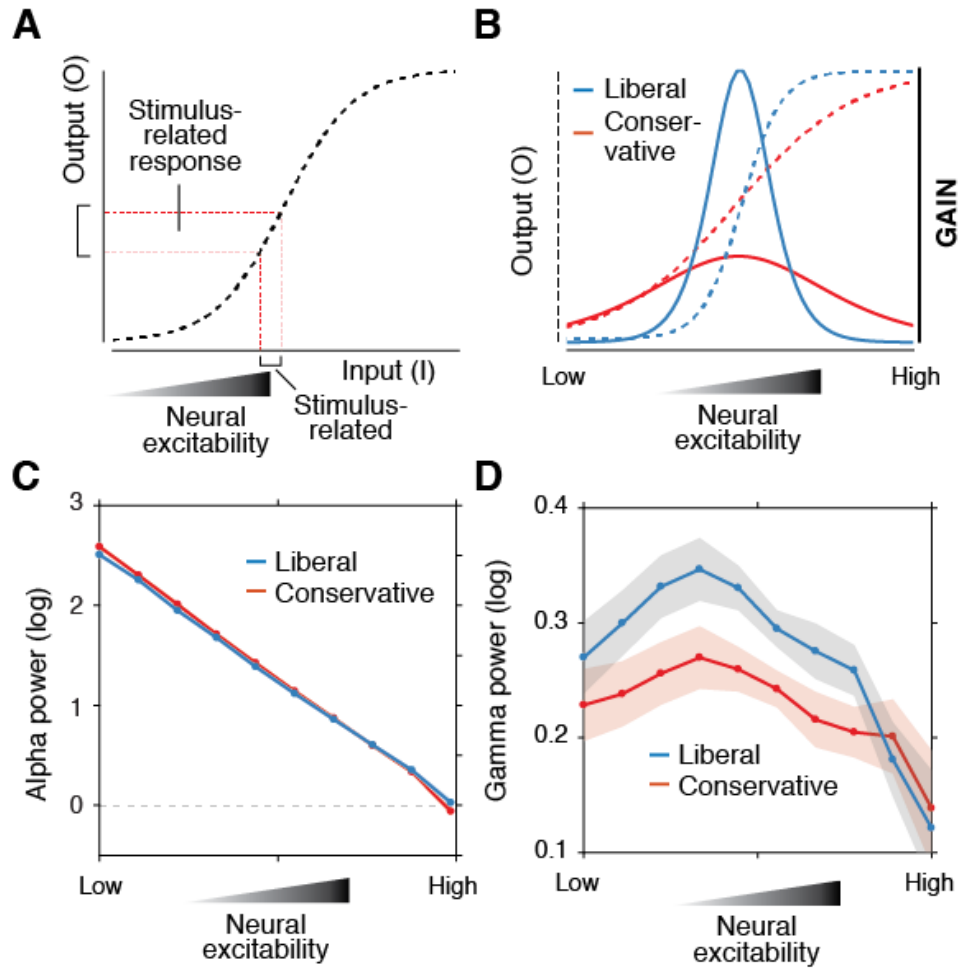 A
Output (O)
Stimulus-
related
response
Input (I)
Stimulus-
related
Neural
excitability
B
Output (O)
Liberal
Conser-
vative
GAIN
Low
High
Neural
excitability
C
Alpha power (log)
3
2
1
0
Liberal
Conservative
Low
High
Neural
excitability
D
Gamma power (log)
0.4
0.3
0.2
0.1
Liberal
Conservative
Low
High
Neural
excitability